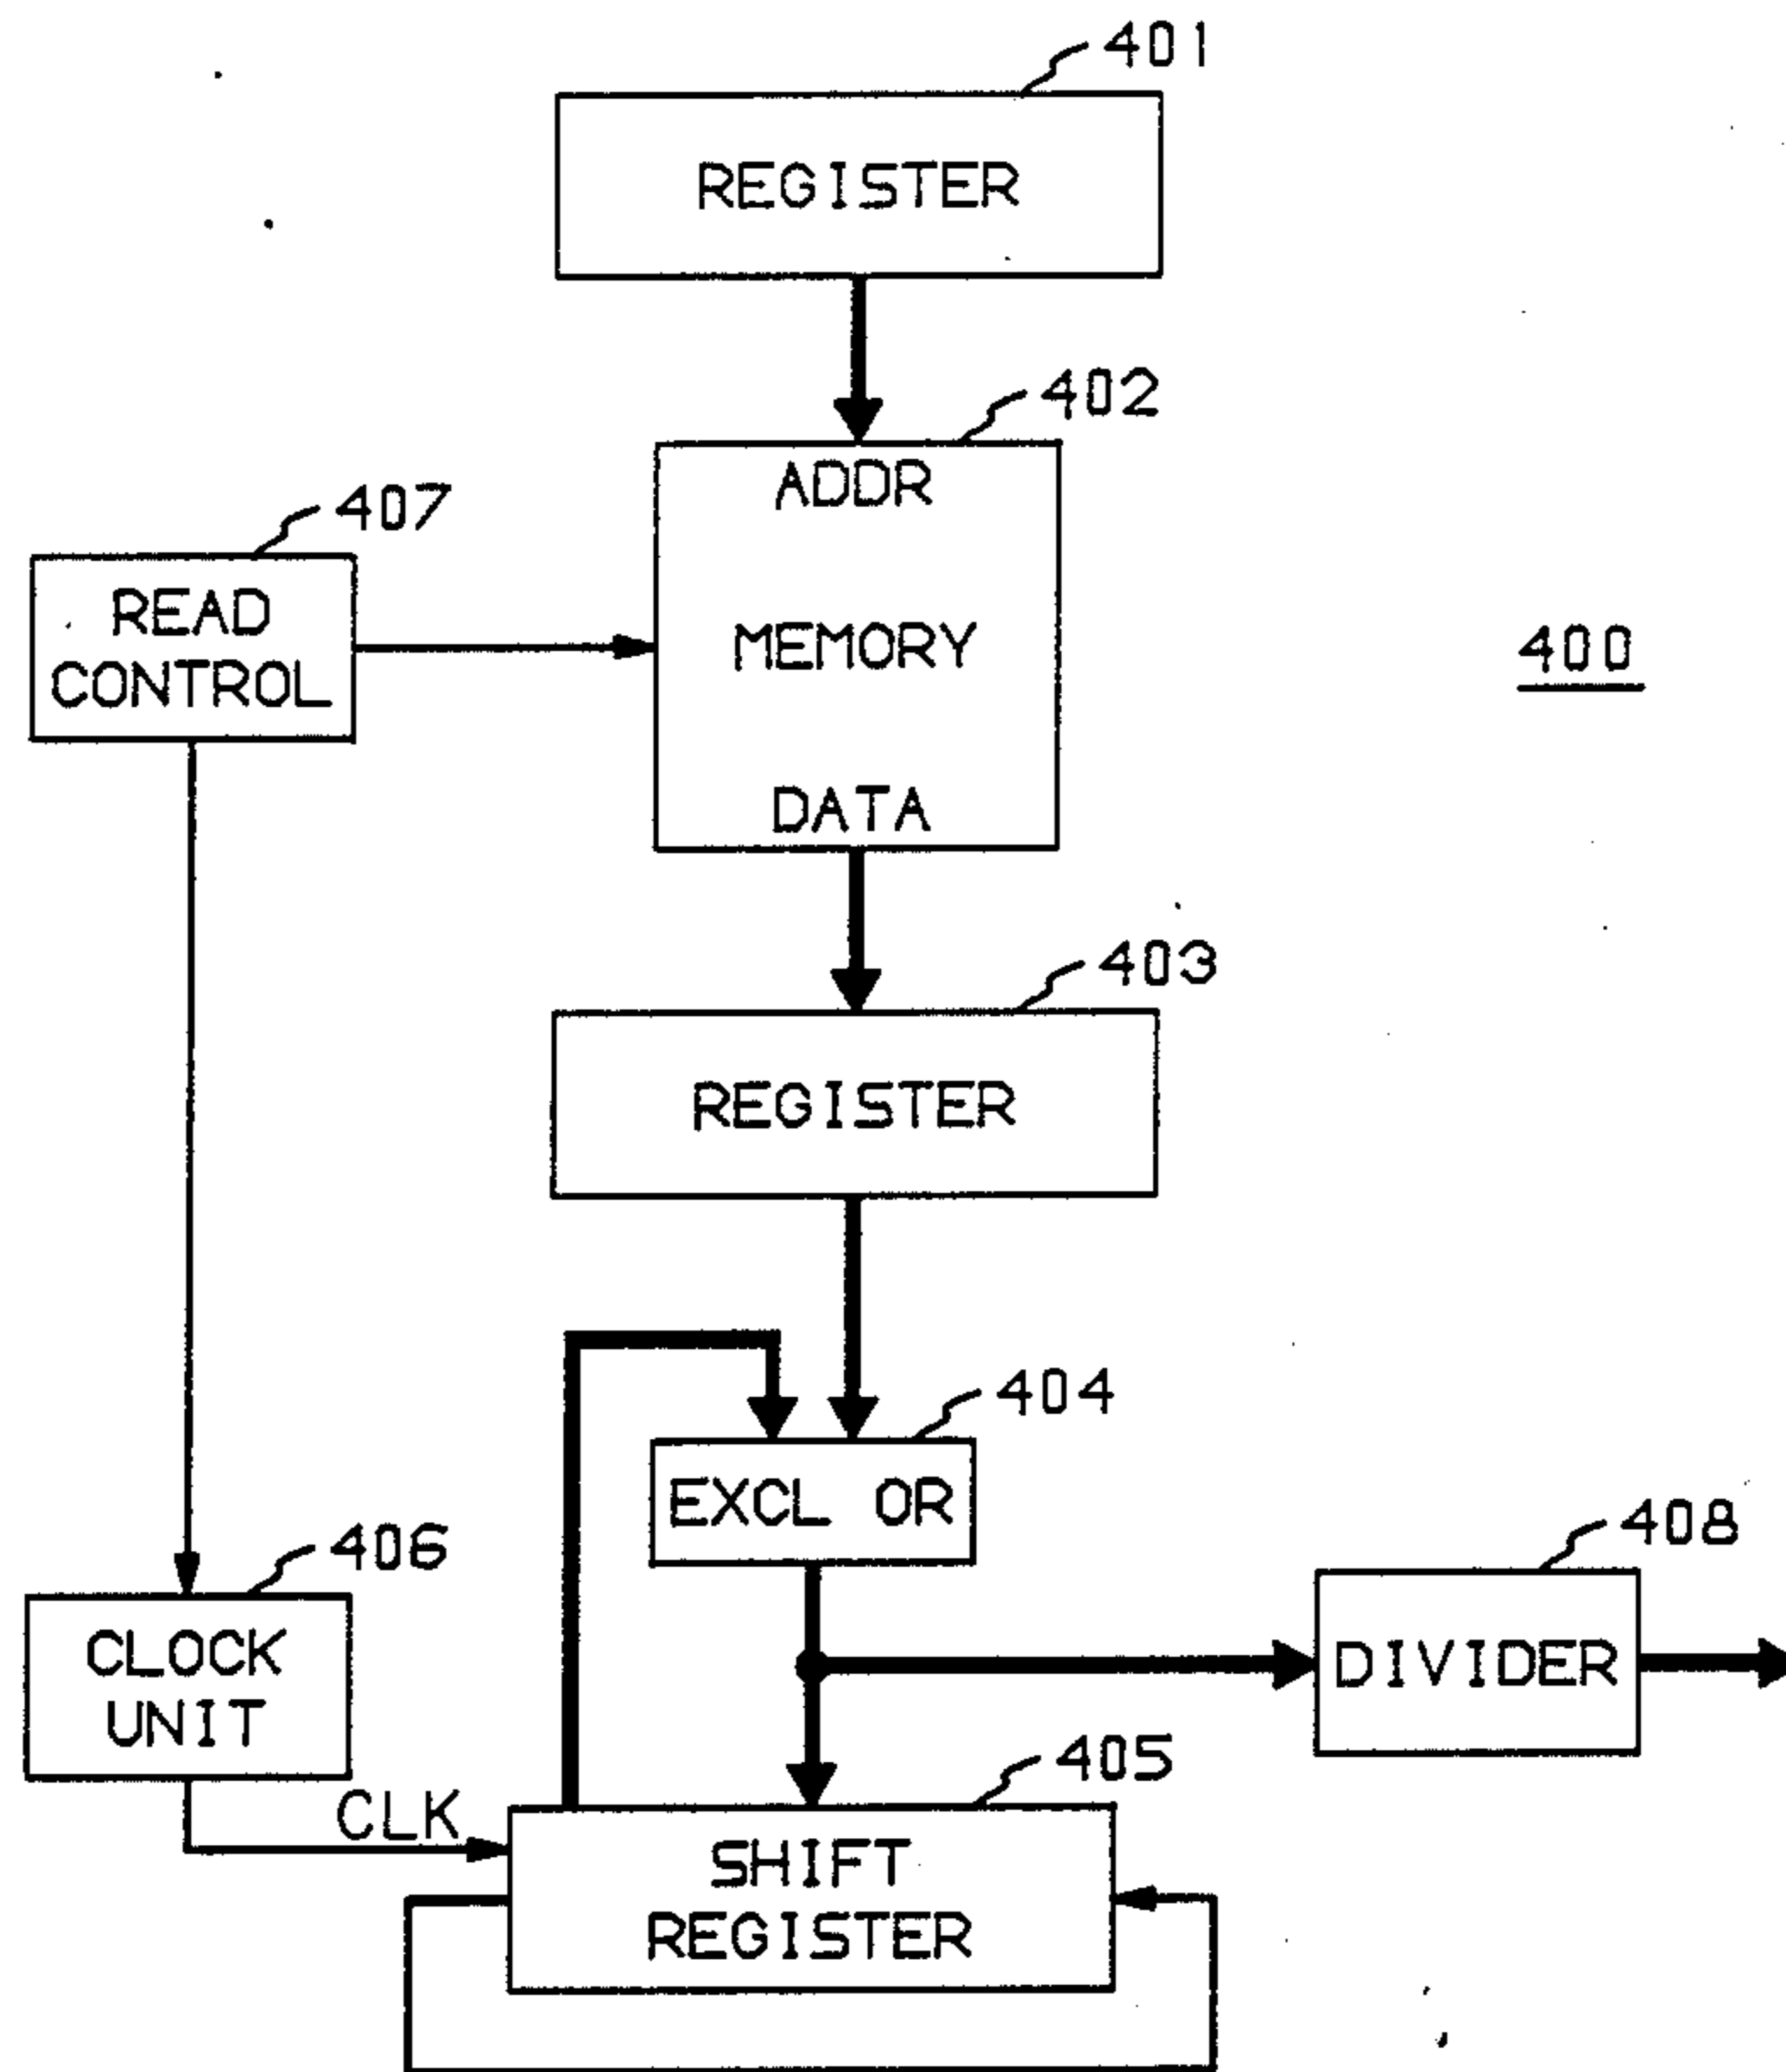 401
REGISTER
402
ADDR
407
READ
CONTROL
MEMORY
400
DATA
403
REGISTER
404
EXCL OR
406
408
CLOCK
UNIT
DIVIDER
405
CLK
SHIFT
REGISTER